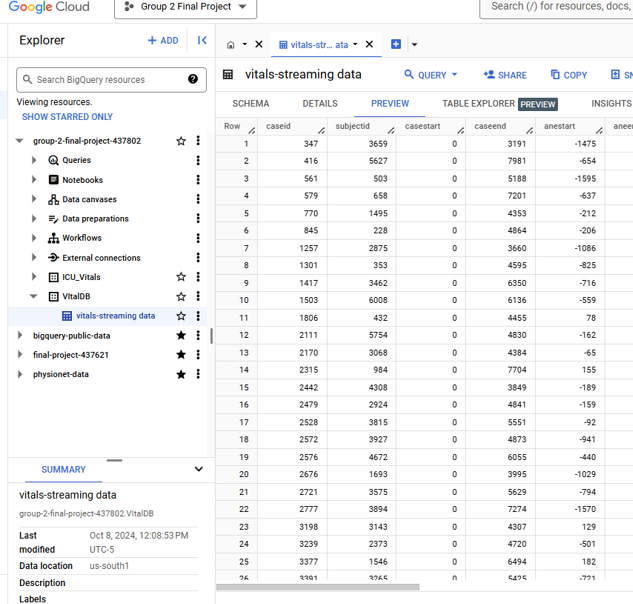 Google Cloud
Group 2 Final Project
Search (/) for resources, docs,
Explorer
+ ADD
vitals-str... ata
Search BigQuery resources
Viewing resources.
SHOW STARRED ONLY
group-2-final-project-437802
Queries
Notebooks
Data canvases
Data preparations
Workflows
External connections
ICU_Vitals
VItalDB
vitals-streaming data
bigquery-public-data
final-project-437621
physionet-data
SUMMARY
vitals-streaming data
group-2-final-project-437802.VItalDB
Last modified Oct 8, 2024, 12:08:53 PM UTC-5
Data location us-south1
Description
Labels
vitals-streaming data
QUERY
SHARE
COPY
SN
SCHEMA DETAILS PREVIEW TABLE EXPLORER PREVIEW INSIGHTS
Row caseid subjectid casestart caseend anestart anee
1 347 3659 0 3191 -1475
2 416 5627 0 7981 -654
3 561 503 0 5188 -1595
4 579 658 0 7201 -637
5 770 1495 0 4353 -212
6 845 228 0 4864 -206
7 1257 2875 0 3660 -1086
8 1301 353 0 4595 -825
9 1417 3462 0 6350 -716
10 1503 6008 0 6136 -559
11 1806 432 0 4455 78
12 2111 5754 0 4830 -162
13 2170 3068 0 4384 -65
14 2315 984 0 7704 155
15 2442 4308 0 3849 -189
16 2479 2924 0 4841 -159
17 2528 3815 0 5551 -92
18 2572 3927 0 4873 -941
19 2576 4672 0 6055 -440
20 2676 1693 0 3995 -1029
21 2721 3575 0 5629 -794
22 2777 3894 0 7274 -1570
23 3198 3143 0 4307 129
24 3239 2373 0 4720 -501
25 3377 1546 0 6494 182
26 3391 3265 0 5425 -721